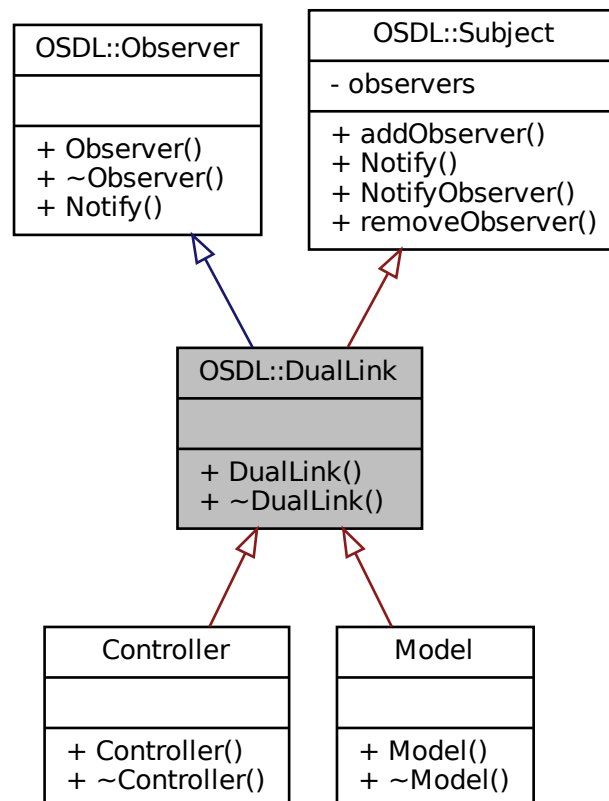 OSDL::Observer
+ Observer()
+ ~Observer()
+ Notify()
OSDL::Subject
- observers
+ addObserver()
+ Notify()
+ NotifyObserver()
+ removeObserver()
OSDL::DualLink
+ DualLink()
+ ~DualLink()
Controller
+ Controller()
+ ~Controller()
Model
+ Model()
+ ~Model()